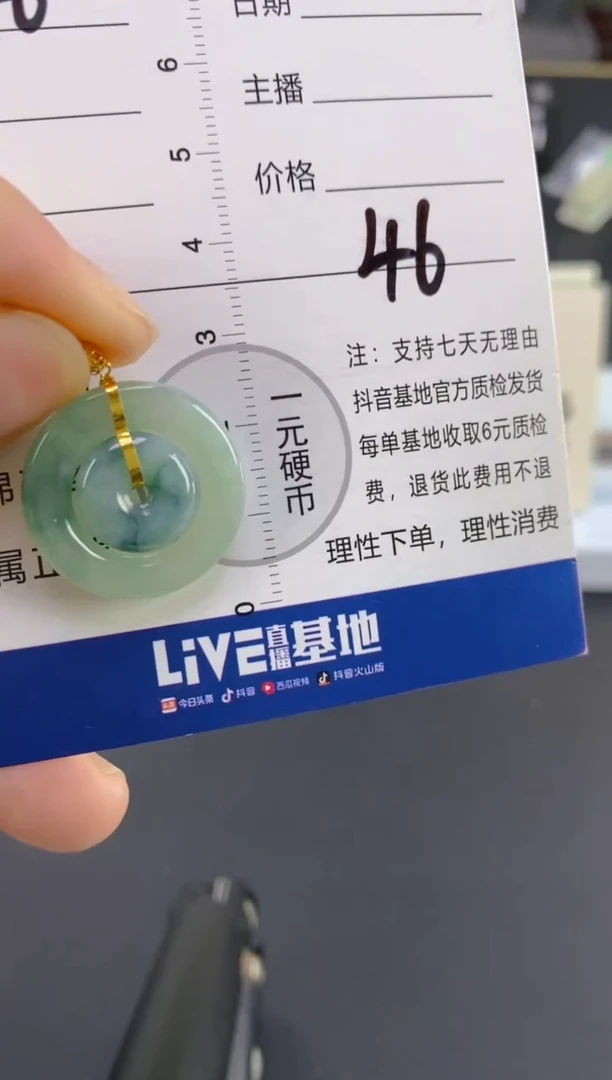 日期
6
主播
5
价格
4
46
3
注：支持七天无理由
抖音基地官方质检发货
每单基地收取6元质检
费，退货此费用不退
理性下单，理性消费
一元硬币
0
LIVE直播基地
今日头条 抖音 西瓜视频 抖音火山版